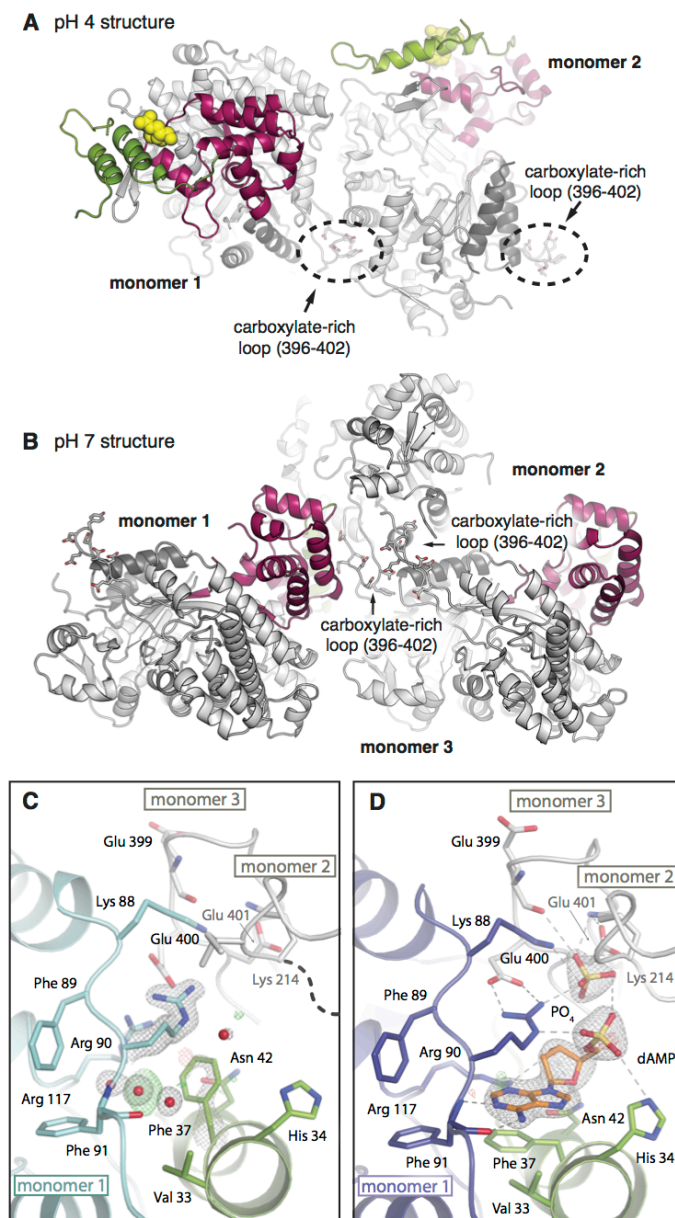 A pH 4 structure
monomer 2
carboxylate-rich
loop (396-402)
monomer 1
carboxylate-rich
loop (396-402)
B pH 7 structure
monomer 2
monomer 1
carboxylate-rich
loop (396-402)
carboxylate-rich
loop (396-402)
monomer 3
C
monomer 3
Glu 399
monomer 2
Lys 88
Glu 401
Glu 400
Lys 214
Phe 89
Arg 90
Asn 42
Arg 117
Phe 37
His 34
Phe 91
Val 33
monomer 1
D
monomer 3
Glu 399
monomer 2
Glu 401
Lys 88
Glu 400
Lys 214
Phe 89
PO4
Arg 90
dAMP
Arg 117
Asn 42
Phe 91
Phe 37
His 34
monomer 1
Val 33